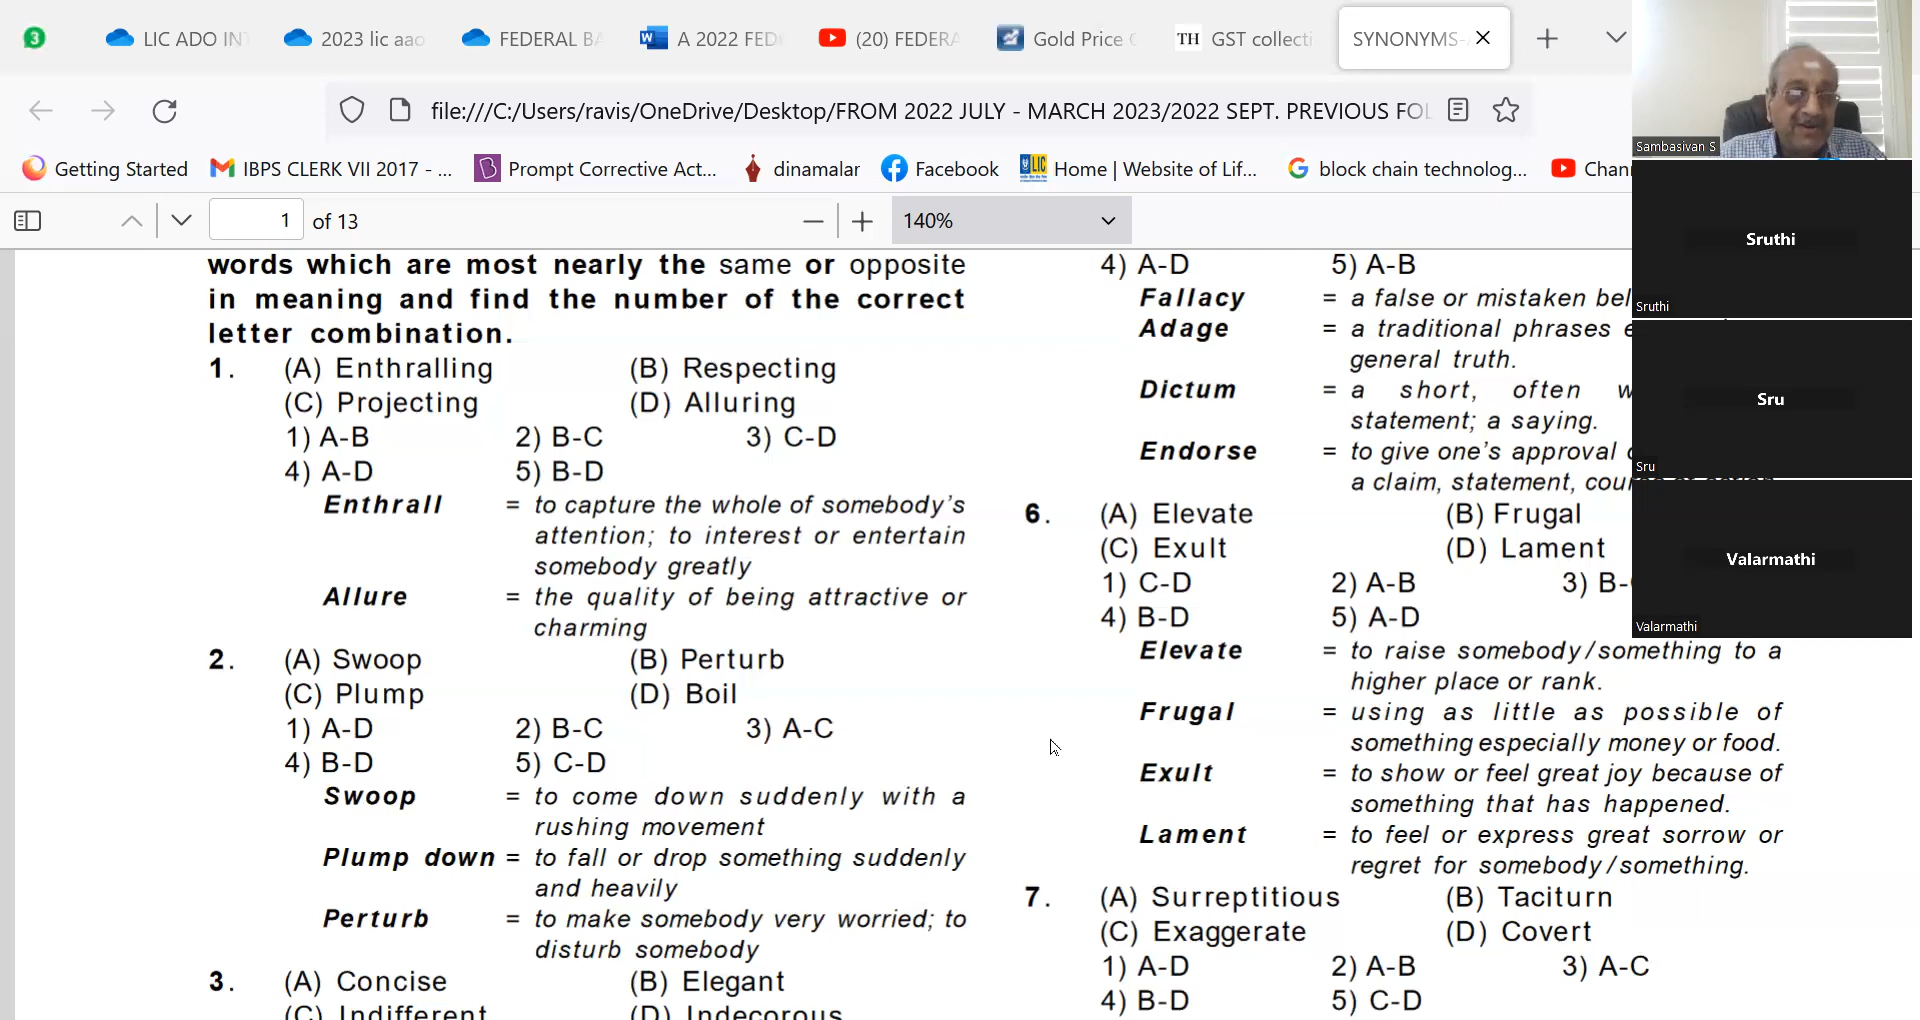 3
LIC ADO INT
2023 lic aao
FEDERAL BA
A 2022 FEDE
(20) FEDERA
Gold Price C
TH GST collecti
SYNONYMS-
file:///C:/Users/ravis/OneDrive/Desktop/FROM 2022 JULY - MARCH 2023/2022 SEPT. PREVIOUS FOL
Getting Started
IBPS CLERK VII 2017 - ...
Prompt Corrective Act...
dinamalar
Facebook
LIC Home | Website of Lif...
block chain technolog...
Chan
1 of 13
140%
words which are most nearly the same or opposite
in meaning and find the number of the correct
letter combination.
1. (A) Enthralling (B) Respecting
(C) Projecting (D) Alluring
1) A-B 2) B-C 3) C-D
4) A-D 5) B-D
Enthrall = to capture the whole of somebody's
attention; to interest or entertain
somebody greatly
Allure = the quality of being attractive or
charming
2. (A) Swoop (B) Perturb
(C) Plump (D) Boil
1) A-D 2) B-C 3) A-C
4) B-D 5) C-D
Swoop = to come down suddenly with a
rushing movement
Plump down = to fall or drop something suddenly
and heavily
Perturb = to make somebody very worried; to
disturb somebody
3. (A) Concise (B) Elegant
(C) Indifferent (D) Indecorous
4) A-D 5) A-B
Fallacy = a false or mistaken bel
Adage = a traditional phrases e
general truth.
Dictum = a short, often w
statement; a saying.
Endorse = to give one's approval
a claim, statement, cou
6. (A) Elevate (B) Frugal
(C) Exult (D) Lament
1) C-D 2) A-B 3) B-
4) B-D 5) A-D
Elevate = to raise somebody/something to a
higher place or rank.
Frugal = using as little as possible of
something especially money or food.
Exult = to show or feel great joy because of
something that has happened.
Lament = to feel or express great sorrow or
regret for somebody/something.
7. (A) Surreptitious (B) Taciturn
(C) Exaggerate (D) Covert
1) A-D 2) A-B 3) A-C
4) B-D 5) C-D
Sambasivan S
Sruthi
Sruthi
Sru
Sru
Valarmathi
Valarmathi